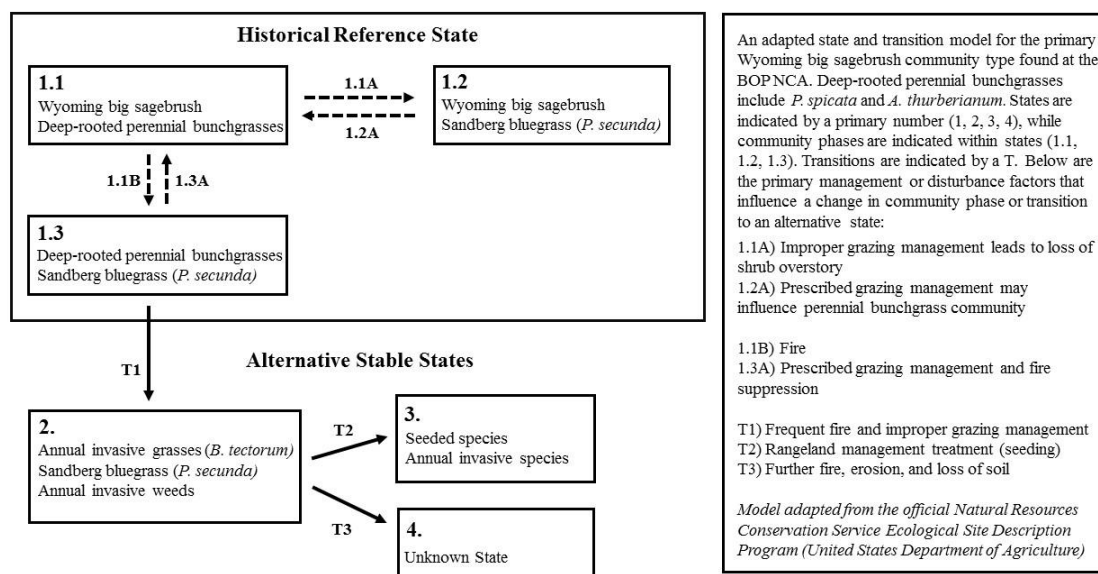 Historical Reference State
1.1
Wyoming big sagebrush
Deep-rooted perennial bunchgrasses
1.1A
1.2A
1.2
Wyoming big sagebrush
Sandberg bluegrass (P. secunda)
1.1B
1.3A
1.3
Deep-rooted perennial bunchgrasses
Sandberg bluegrass (P. secunda)
T1
Alternative Stable States
2.
Annual invasive grasses (B. tectorum)
Sandberg bluegrass (P. secunda)
Annual invasive weeds
T2
T3
3.
Seeded species
Annual invasive species
4.
Unknown State
An adapted state and transition model for the primary
Wyoming big sagebrush community type found at the
BOPNCA. Deep-rooted perennial bunchgrasses
include P. spicata and A. thurberianum. States are
indicated by a primary number (1, 2, 3, 4), while
community phases are indicated within states (1.1,
1.2, 1.3). Transitions are indicated by a T. Below are
the primary management or disturbance factors that
influence a change in community phase or transition
to an alternative state:
1.1A) Improper grazing management leads to loss of
shrub overstory
1.2A) Prescribed grazing management may
influence perennial bunchgrass community
1.1B) Fire
1.3A) Prescribed grazing management and fire
suppression
T1) Frequent fire and improper grazing management
T2) Rangeland management treatment (seeding)
T3) Further fire, erosion, and loss of soil
Model adapted from the official Natural Resources
Conservation Service Ecological Site Description
Program (United States Department of Agriculture)